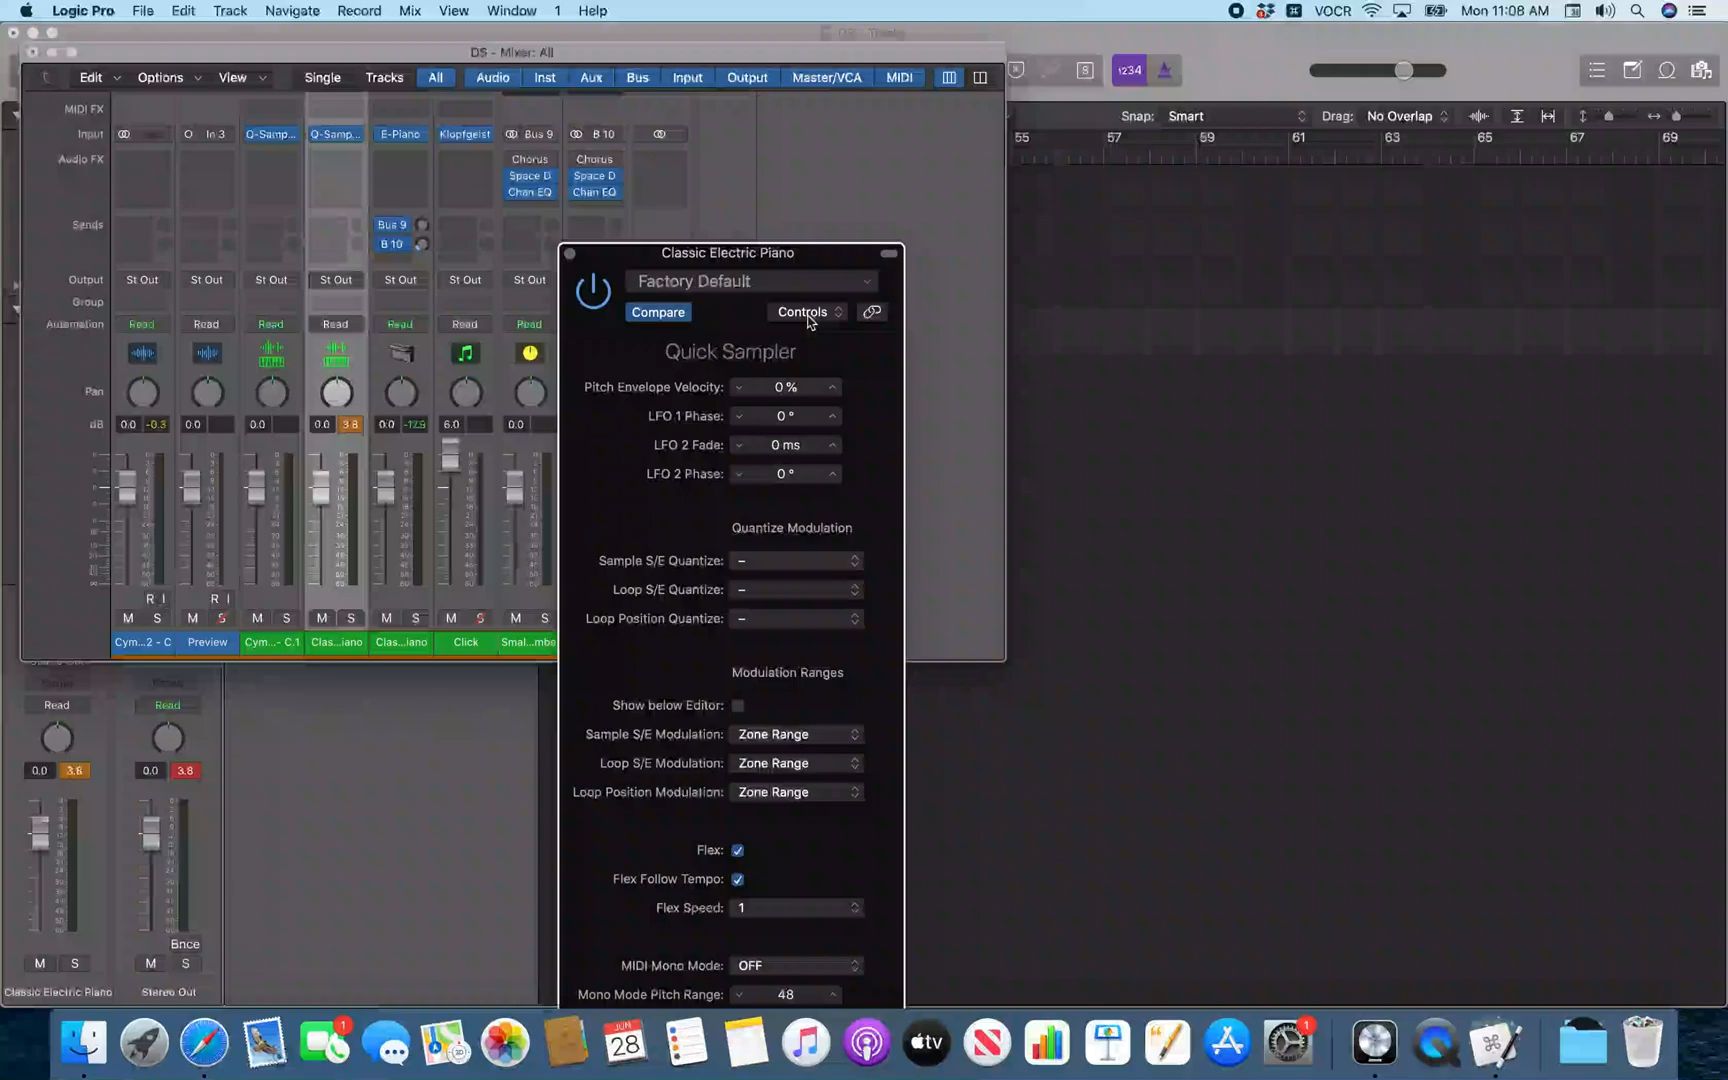 Logic Pro File Edit Track Navigate Record Mix View Window 1 Help VOCR Mon 11:08 AM
DS - Tracks
DS - Mixer: All
Edit Options View Single Tracks All Audio Inst Aux Bus Input Output Master/VCA MIDI S 1234
Snap: Smart Drag: No Overlap
55 57 59 61 63 65 67 69
MIDI FX
Input In 3 Q-Samp... Q-Samp... E-Piano Klopfgeist Bus 9 B 10
Audio FX Chorus Chorus
Space D Space D
Chan EQ Chan EQ
Sends Bus 9
B 10
Output St Out St Out St Out St Out St Out St Out St Out
Group
Automation Read Read Read Read Read Read Read
Pan
dB 0.0 -0.3 0.0 0.0 0.0 3.8 0.0 6.0 0.0
R I R I
M S M S M S M S M S M S M S
Cym...2 - C Preview Cym...- C.1 Clas...iano Clas...iano Click Smal...mbe
Classic Electric Piano
Factory Default
Compare Controls
Quick Sampler
Pitch Envelope Velocity: 0 %
LFO 1 Phase: 0 °
LFO 2 Fade: 0 ms
LFO 2 Phase: 0 °
Quantize Modulation
Sample S/E Quantize: –
Loop S/E Quantize: –
Loop Position Quantize: –
Modulation Ranges
Show below Editor:
Sample S/E Modulation: Zone Range
Loop S/E Modulation: Zone Range
Loop Position Modulation: Zone Range
Flex:
Flex Follow Tempo:
Flex Speed: 1
MIDI Mono Mode: OFF
Mono Mode Pitch Range: 48
Read Read
0.0 3.8 0.0 3.8
Bnce
M S M S
Classic Electric Piano Stereo Out
1 JUN 28 tv 1